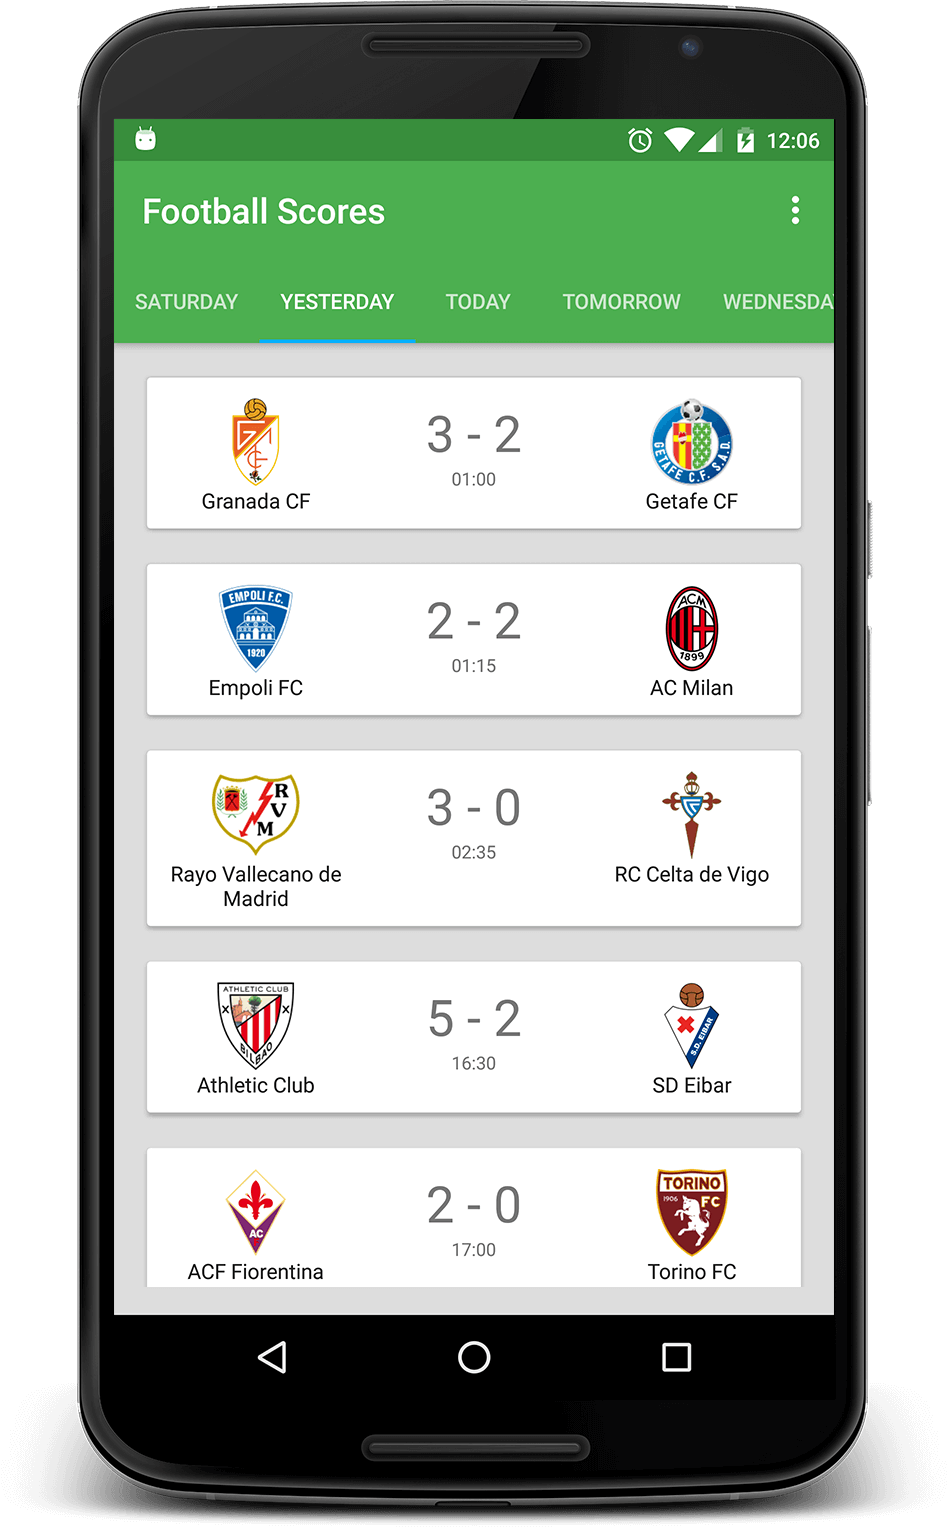 12:06
Football Scores
SATURDAY YESTERDAY TODAY TOMORROW WEDNESDA
3 - 2
01:00
Granada CF
GETAFE C.F. S.A.D.
Getafe CF
EMPOLI F.C.
1920
2 - 2
01:15
ACM
1899
Empoli FC
AC Milan
RVM
3 - 0
02:35
Rayo Vallecano de
Madrid
RC Celta de Vigo
ATHLETIC CLUB
BILBAO
5 - 2
16:30
S.D. EIBAR
Athletic Club
SD Eibar
AC
2 - 0
17:00
TORINO
1906 FC
ACF Fiorentina
Torino FC